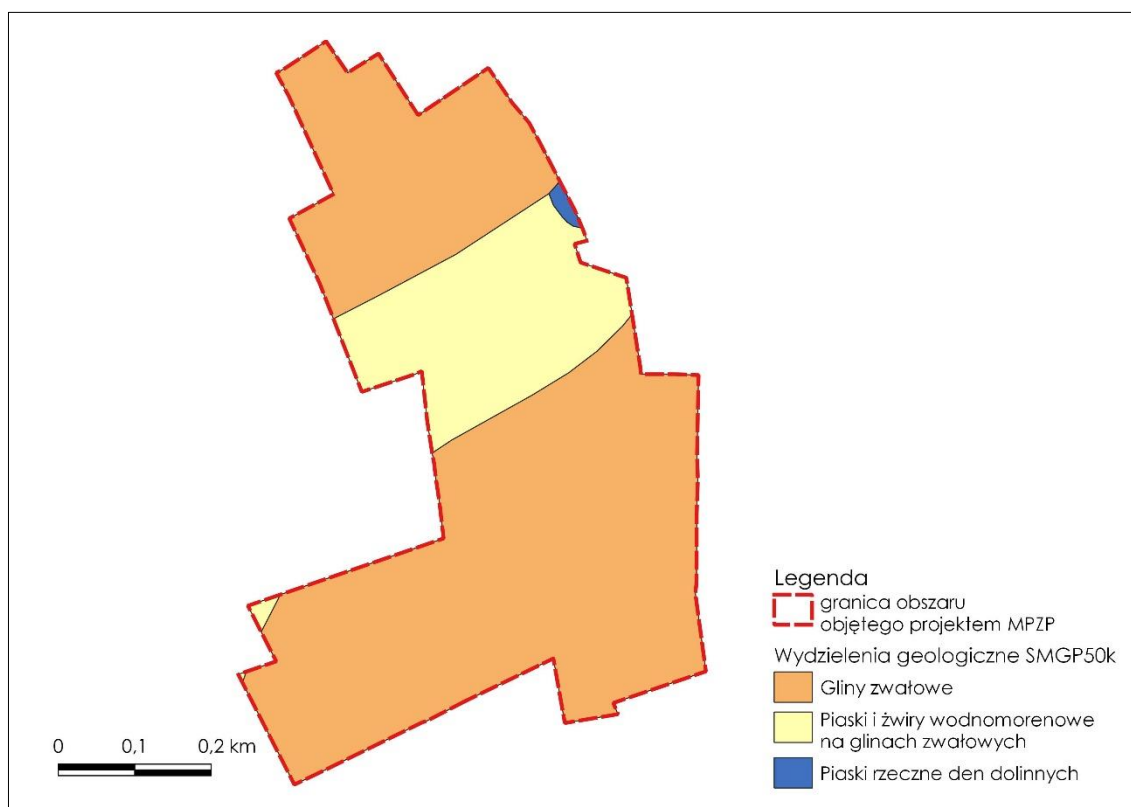 Legenda
granica obszaru
objętego projektem MPZP
Wydzielenia geologiczne SMGP50k
Gliny zwałowe
Piaski i żwiry wodnomorenowe
na glinach zwałowych
Piaski rzeczne den dolinnych
0 0,1 0,2 km